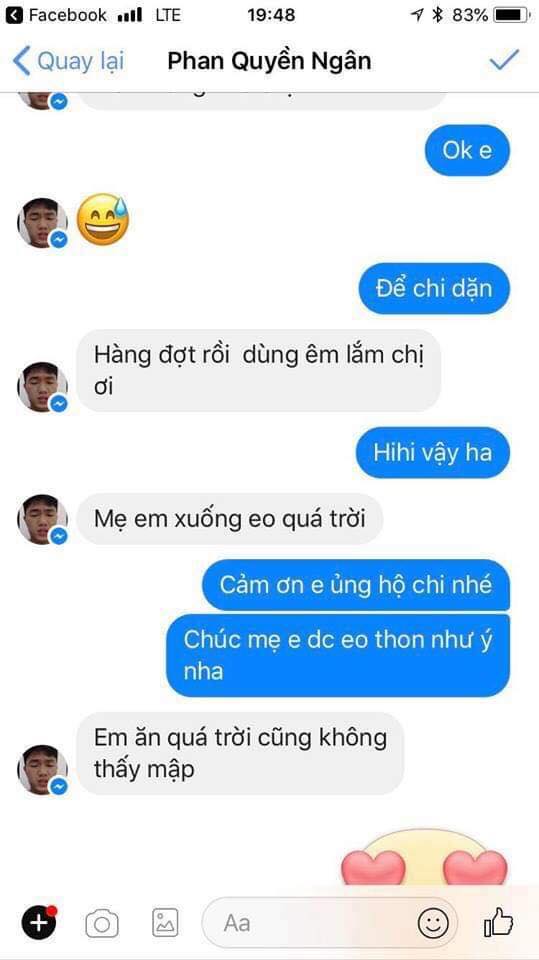 Facebook LTE 19:48 83%
Quay lại Phan Quyền Ngân
Ok e
Để chi dặn
Hàng đợt rồi dùng êm lắm chị
ơi
Hihi vậy ha
Mẹ em xuống eo quá trời
Cảm ơn e ủng hộ chi nhé
Chúc mẹ e dc eo thon như ý
nha
Em ăn quá trời cũng không
thấy mập
Aa